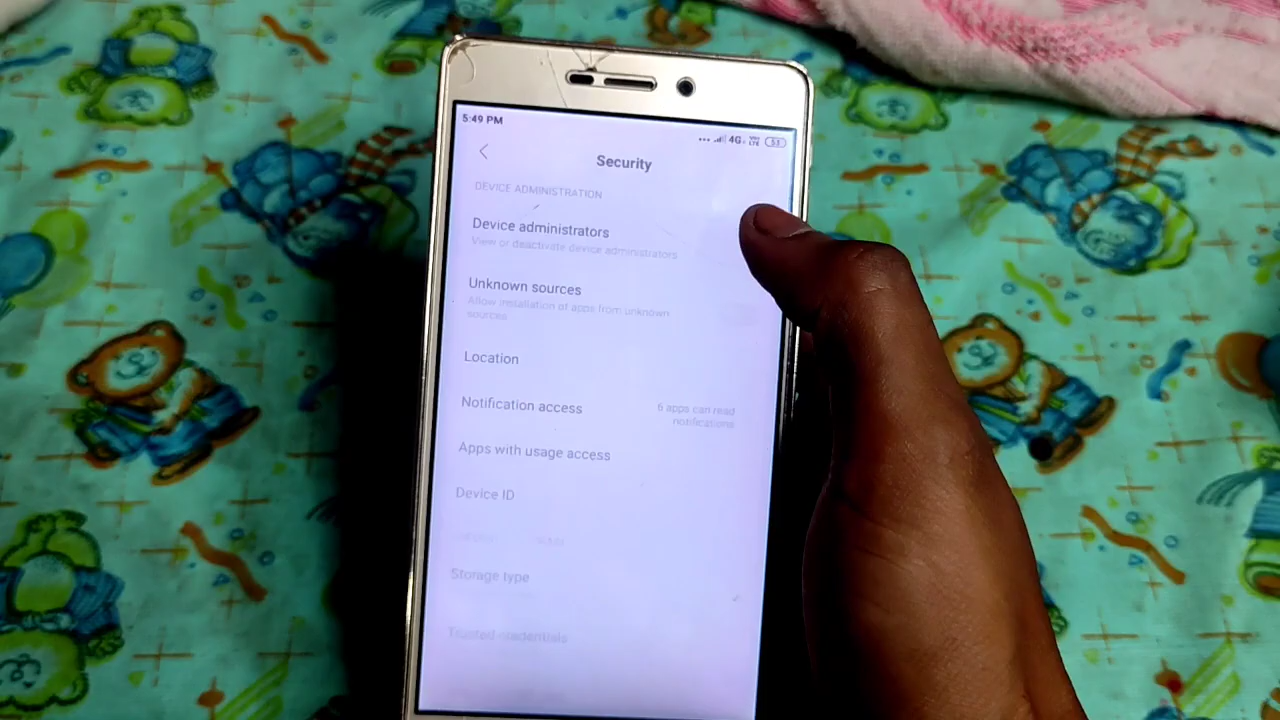 5:49 PM
4G
VoLTE
53
Security
DEVICE ADMINISTRATION
Device administrators
View or deactivate device administrators
Unknown sources
Allow installation of apps from unknown
sources
Location
Notification access
6 apps can read
notifications
Apps with usage access
Device ID
Storage type
Trusted credentials